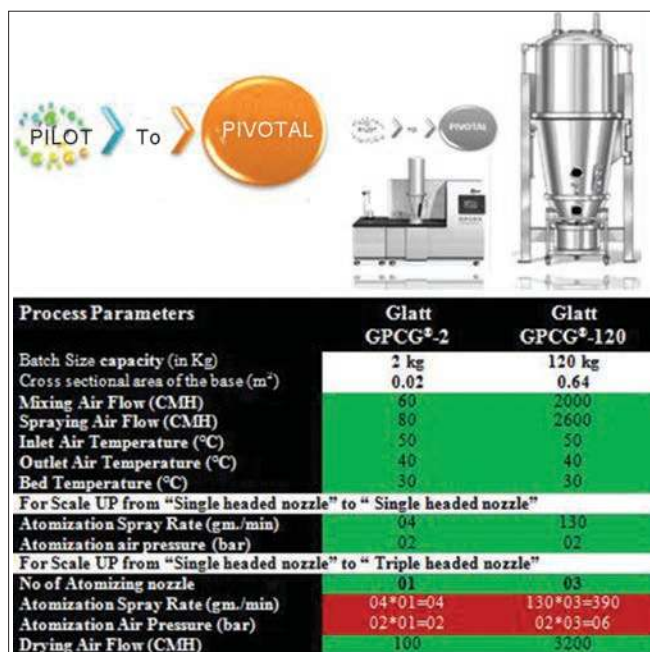 PILOT To PIVOTAL
PIVOTAL
Process Parameters Glatt GPCG®-2 Glatt GPCG®-120
Batch Size capacity (in Kg) 2 kg 120 kg
Cross sectional area of the base (m²) 0.02 0.64
Mixing Air Flow (CMH) 60 2000
Spraying Air Flow (CMH) 80 2600
Inlet Air Temperature (°C) 50 50
Outlet Air Temperature (°C) 40 40
Bed Temperature (°C) 30 30
For Scale UP from “Single headed nozzle” to “ Single headed nozzle”
Atomization Spray Rate (gm./min) 04 130
Atomization air pressure (bar) 02 02
For Scale UP from “Single headed nozzle” to “ Triple headed nozzle”
No of Atomizing nozzle 01 03
Atomization Spray Rate (gm./min) 04*01=04 130*03=390
Atomization Air Pressure (bar) 02*01=02 02*03=06
Drying Air Flow (CMH) 100 3200